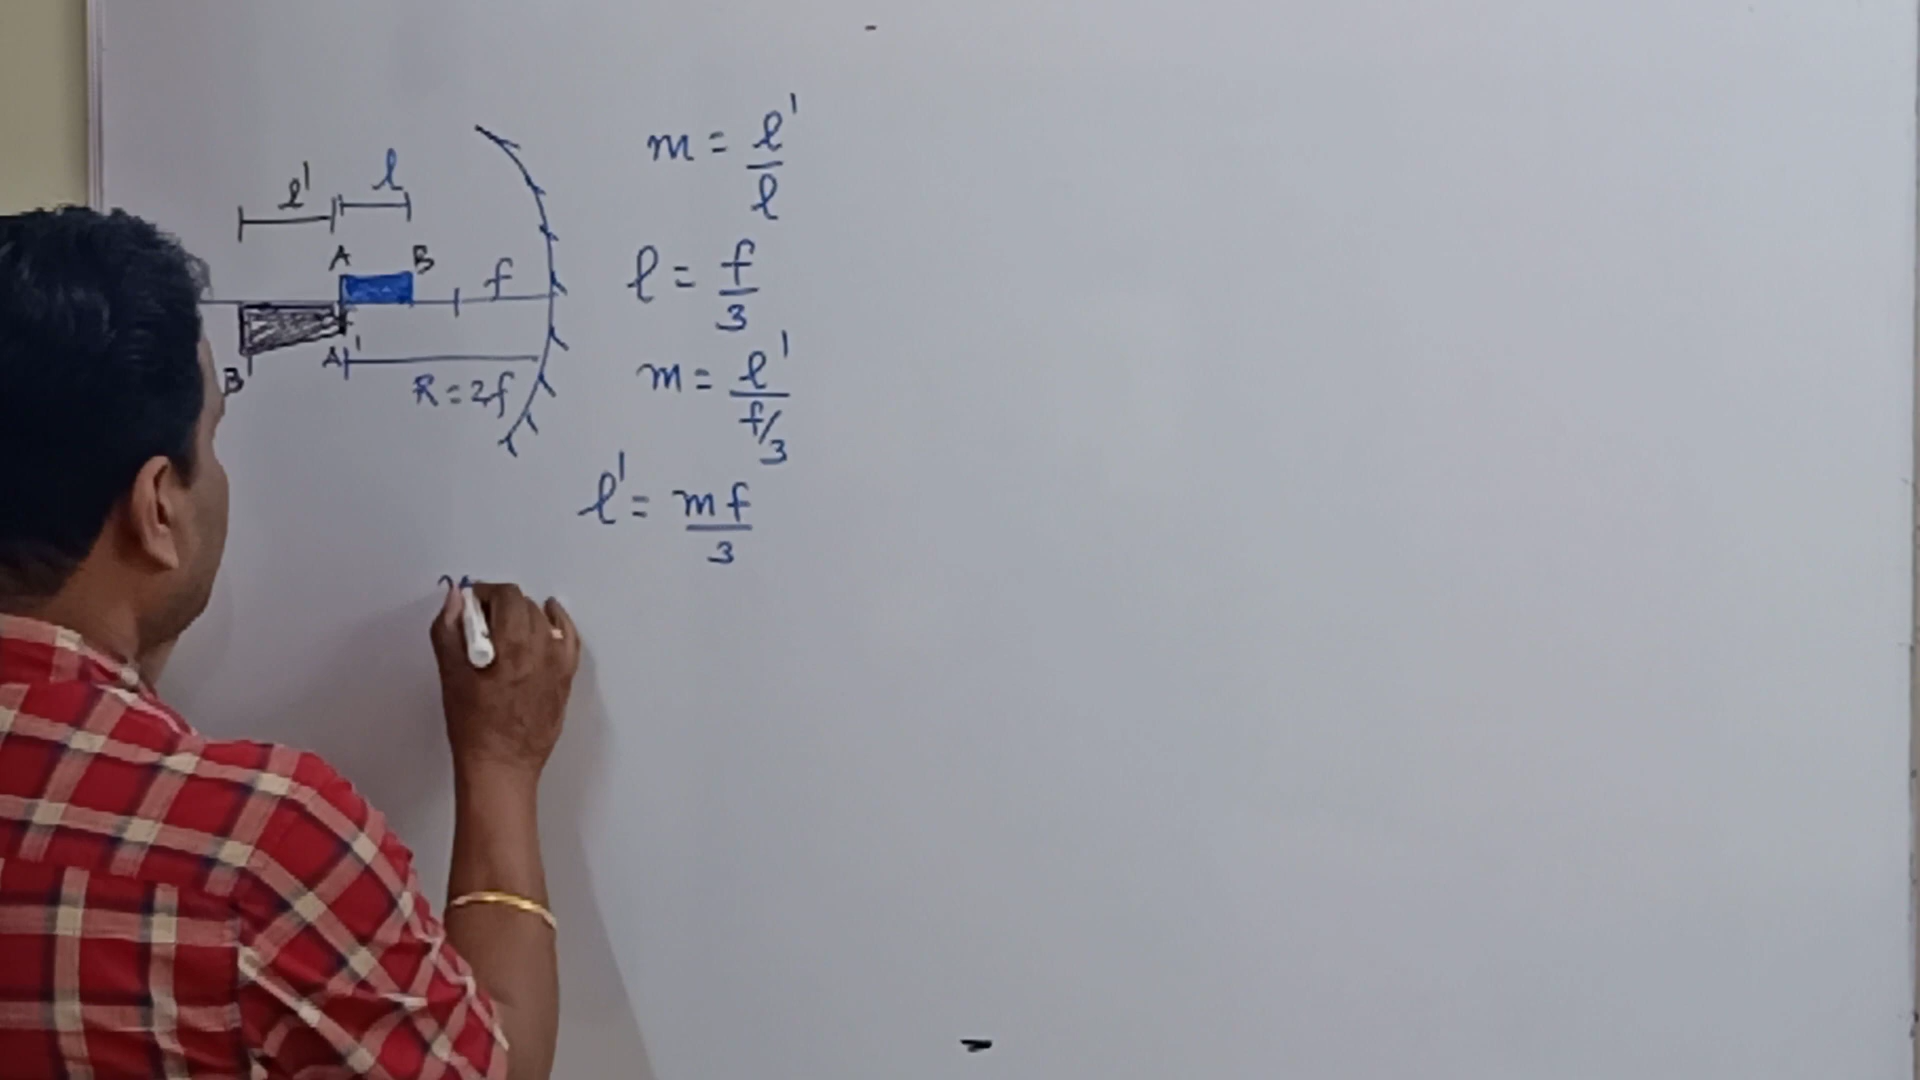 l' l
A B
f
A'
B
R = 2f
m = l'/l
l = f/3
m = l'/f/3
l' = mf/3